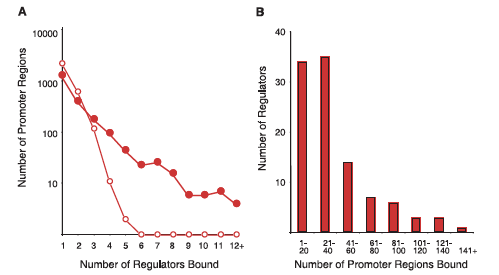 A
10000
1000
100
10
Number of Promoter Regions
1 2 3 4 5 6 7 8 9 10 11 12+
Number of Regulators Bound
B
40
30
20
10
Number of Regulators
1- 21- 41- 61- 81- 101- 121- 141+
20 40 60 80 100 120 140
Number of Promoter Regions Bound